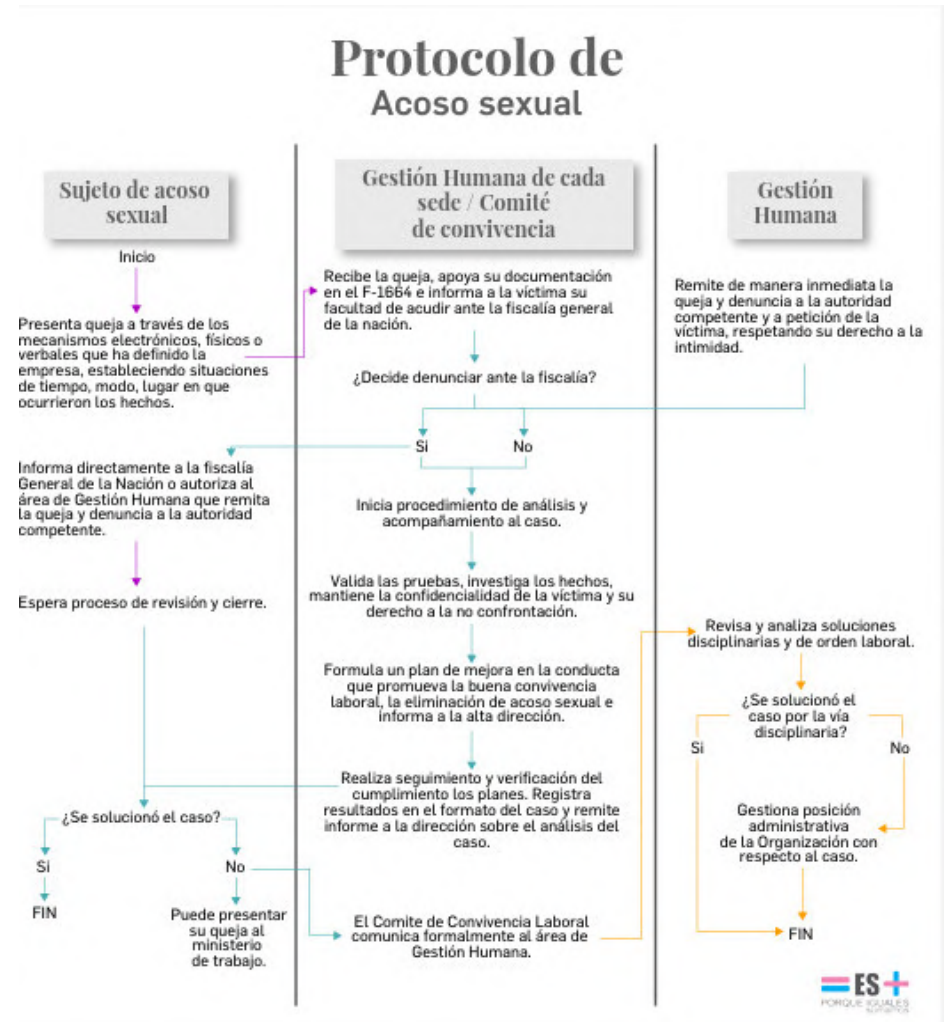 Protocolo de
Acoso sexual
Sujeto de acoso
sexual
Gestión Humana de cada
sede / Comité
de convivencia
Gestión
Humana
Inicio
Presenta queja a través de los
mecanismos electrónicos, físicos o
verbales que ha definido la
empresa, estableciendo situaciones
de tiempo, modo, lugar en que
ocurrieron los hechos.
Recibe la queja, apoya su documentación
en el F-1664 e informa a la víctima su
facultad de acudir ante la fiscalía general
de la nación.
Remite de manera inmediata la
queja y denuncia a la autoridad
competente y a petición de la
víctima, respetando su derecho a la
intimidad.
¿Decide denunciar ante la fiscalía?
Si
No
Informa directamente a la fiscalía
General de la Nación o autoriza al
área de Gestión Humana que remita
la queja y denuncia a la autoridad
competente.
Inicia procedimiento de análisis y
acompañamiento al caso.
Espera proceso de revisión y cierre.
Valida las pruebas, investiga los hechos,
mantiene la confidencialidad de la víctima y su
derecho a la no confrontación.
Formula un plan de mejora en la conducta
que promueva la buena convivencia
laboral, la eliminación de acoso sexual e
informa a la alta dirección.
Realiza seguimiento y verificación del
cumplimiento los planes. Registra
resultados en el formato del caso y remite
informe a la dirección sobre el análisis del
caso.
¿Se solucionó el caso?
Si
No
FIN
Puede presentar
su queja al
ministerio
de trabajo.
El Comite de Convivencia Laboral
comunica formalmente al área de
Gestión Humana.
Revisa y analiza soluciones
disciplinarias y de orden laboral.
¿Se solucionó el
caso por la vía
disciplinaria?
Si
No
Gestiona posición
administrativa
de la Organización con
respecto al caso.
FIN
ES
PORQUE IGUALES